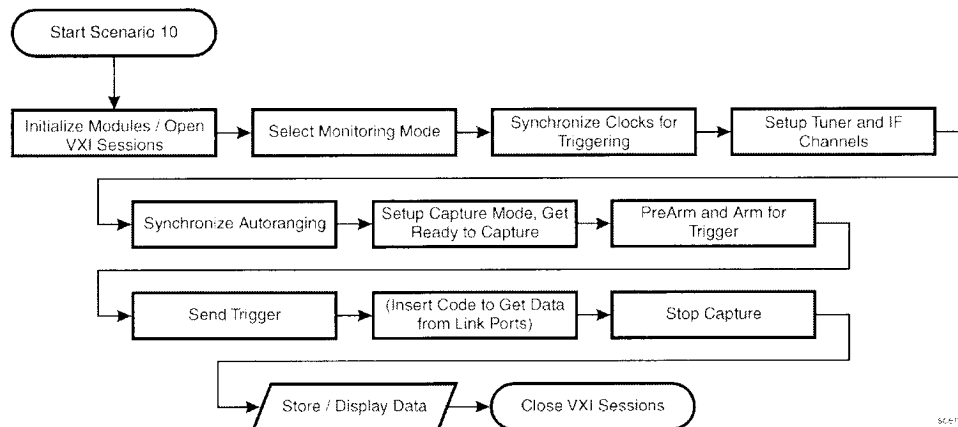 Start Scenario 10
Initialize Modules / Open
VXI Sessions
Select Monitoring Mode
Synchronize Clocks for
Triggering
Setup Tuner and IF
Channels
Synchronize Autoranging
Setup Capture Mode, Get
Ready to Capture
PreArm and Arm for
Trigger
Send Trigger
(Insert Code to Get Data
from Link Ports)
Stop Capture
Store / Display Data
Close VXI Sessions